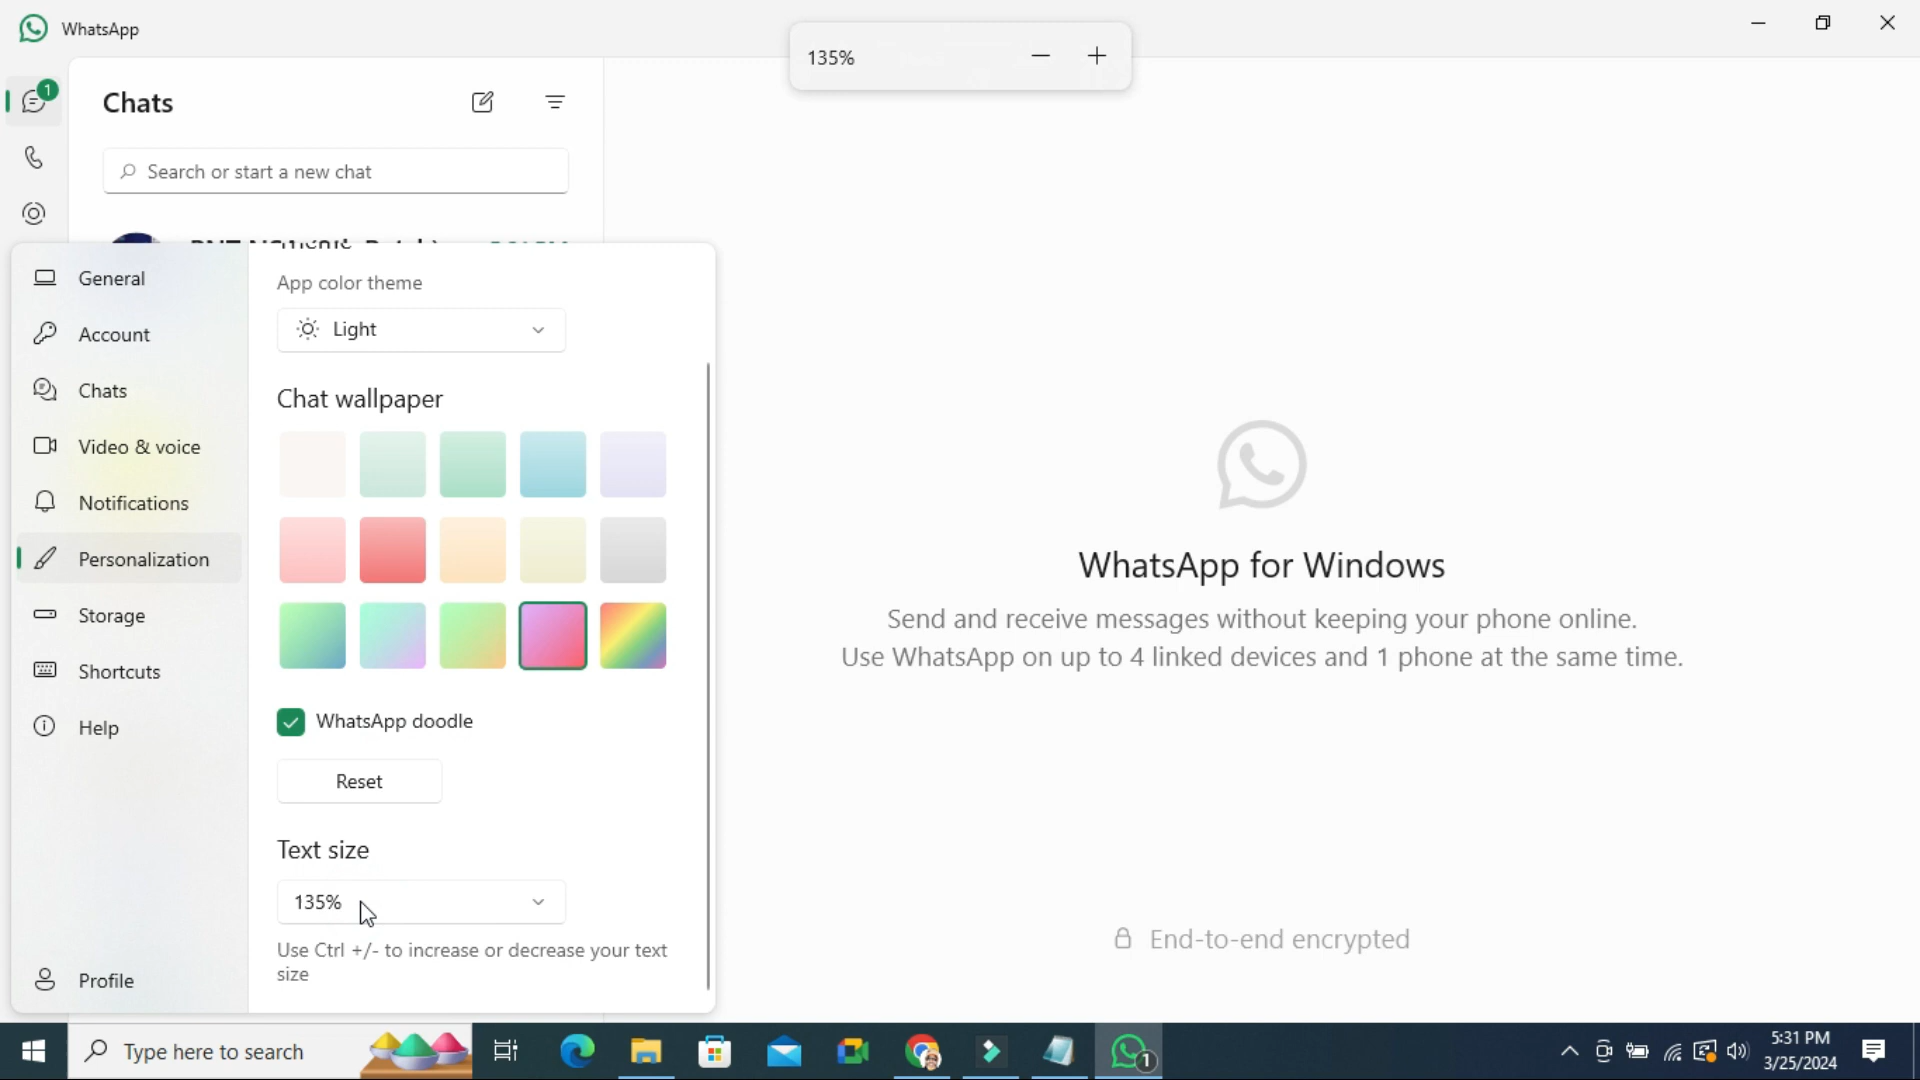 WhatsApp
135%
1
Chats
Search or start a new chat
General
Account
Chats
Video & voice
Notifications
Personalization
Storage
Shortcuts
Help
Profile
App color theme
Light
Chat wallpaper
WhatsApp doodle
Reset
Text size
135%
Use Ctrl +/- to increase or decrease your text
size
WhatsApp for Windows
Send and receive messages without keeping your phone online.
Use WhatsApp on up to 4 linked devices and 1 phone at the same time.
End-to-end encrypted
Type here to search
1
5:31 PM
3/25/2024